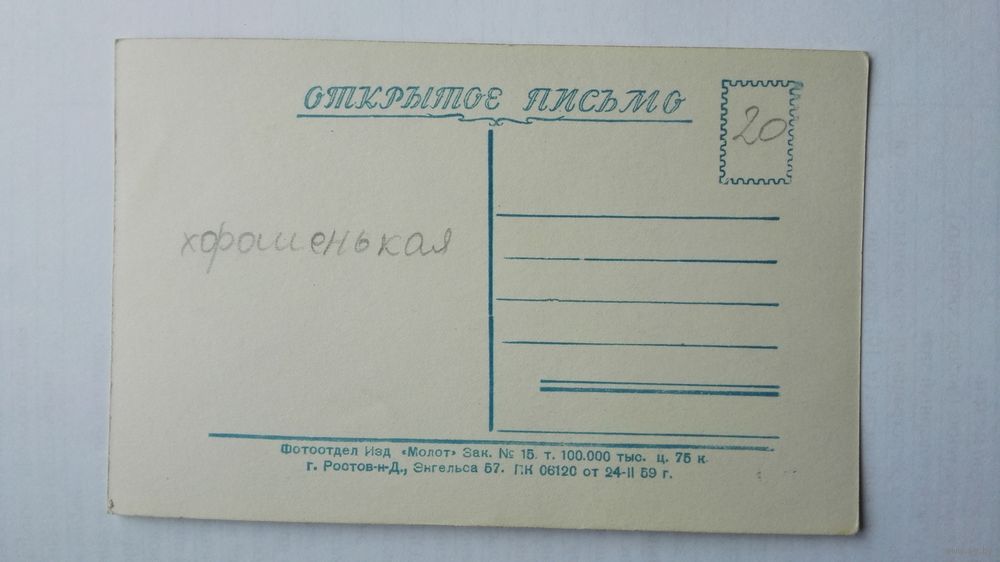 ОТКРЫТОЕ ПИСЬМО
20
хорошенькая
Фотоотдел Изд «Молот» Зак. № 15. т. 100.000 тыс. ц. 75 к.
г. Ростов-н-Д., Энгельса 57. ПК 06120 от 24-II 59 г.